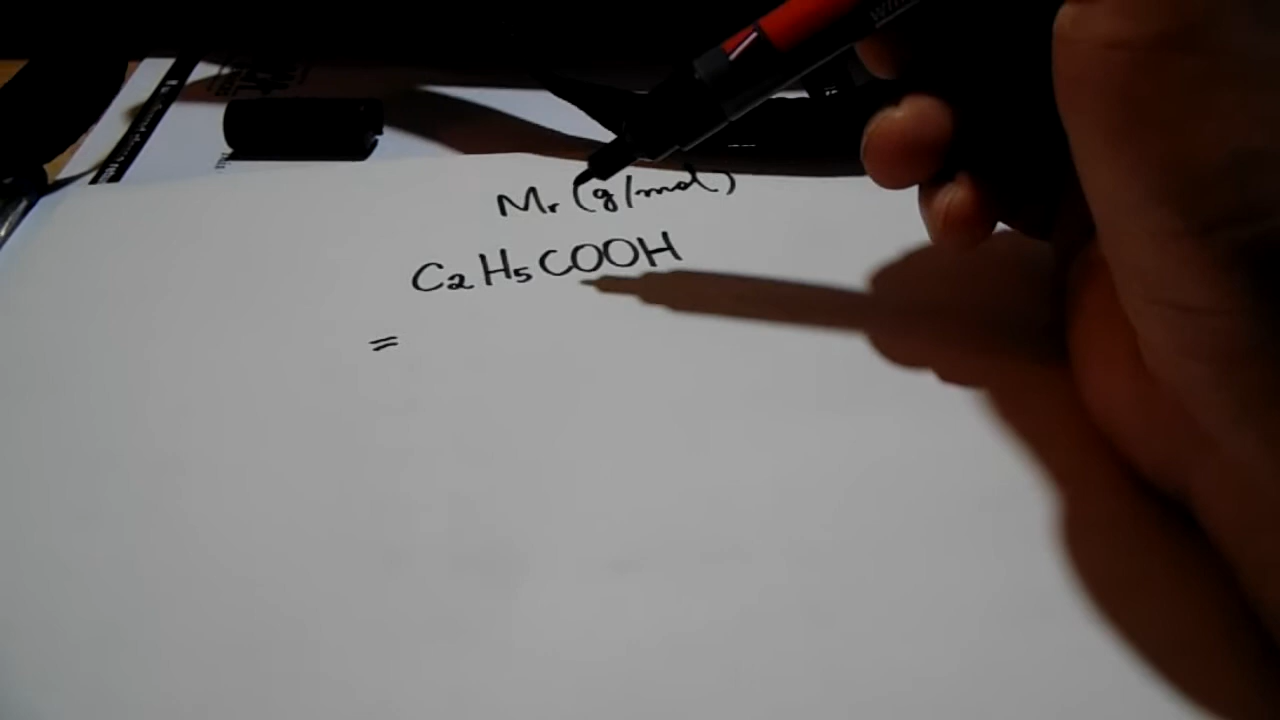 Mr (g/mol)
C₂H₅COOH
=